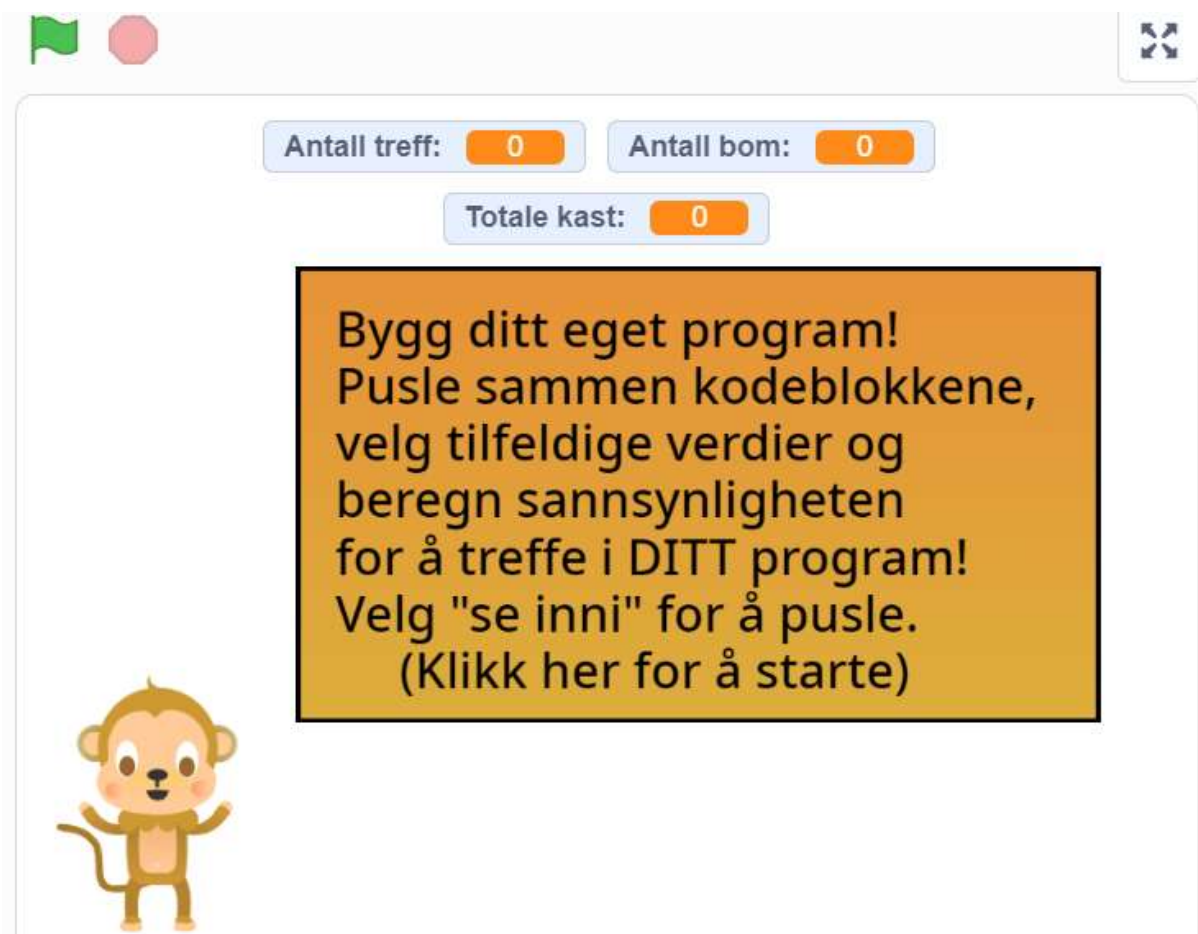 Antall treff: 0 Antall bom: 0
Totale kast: 0
Bygg ditt eget program!
Pusle sammen kodeblokkene,
velg tilfeldige verdier og
beregn sannsynligheten
for å treffe i DITT program!
Velg "se inni" for å pusle.
(Klikk her for å starte)